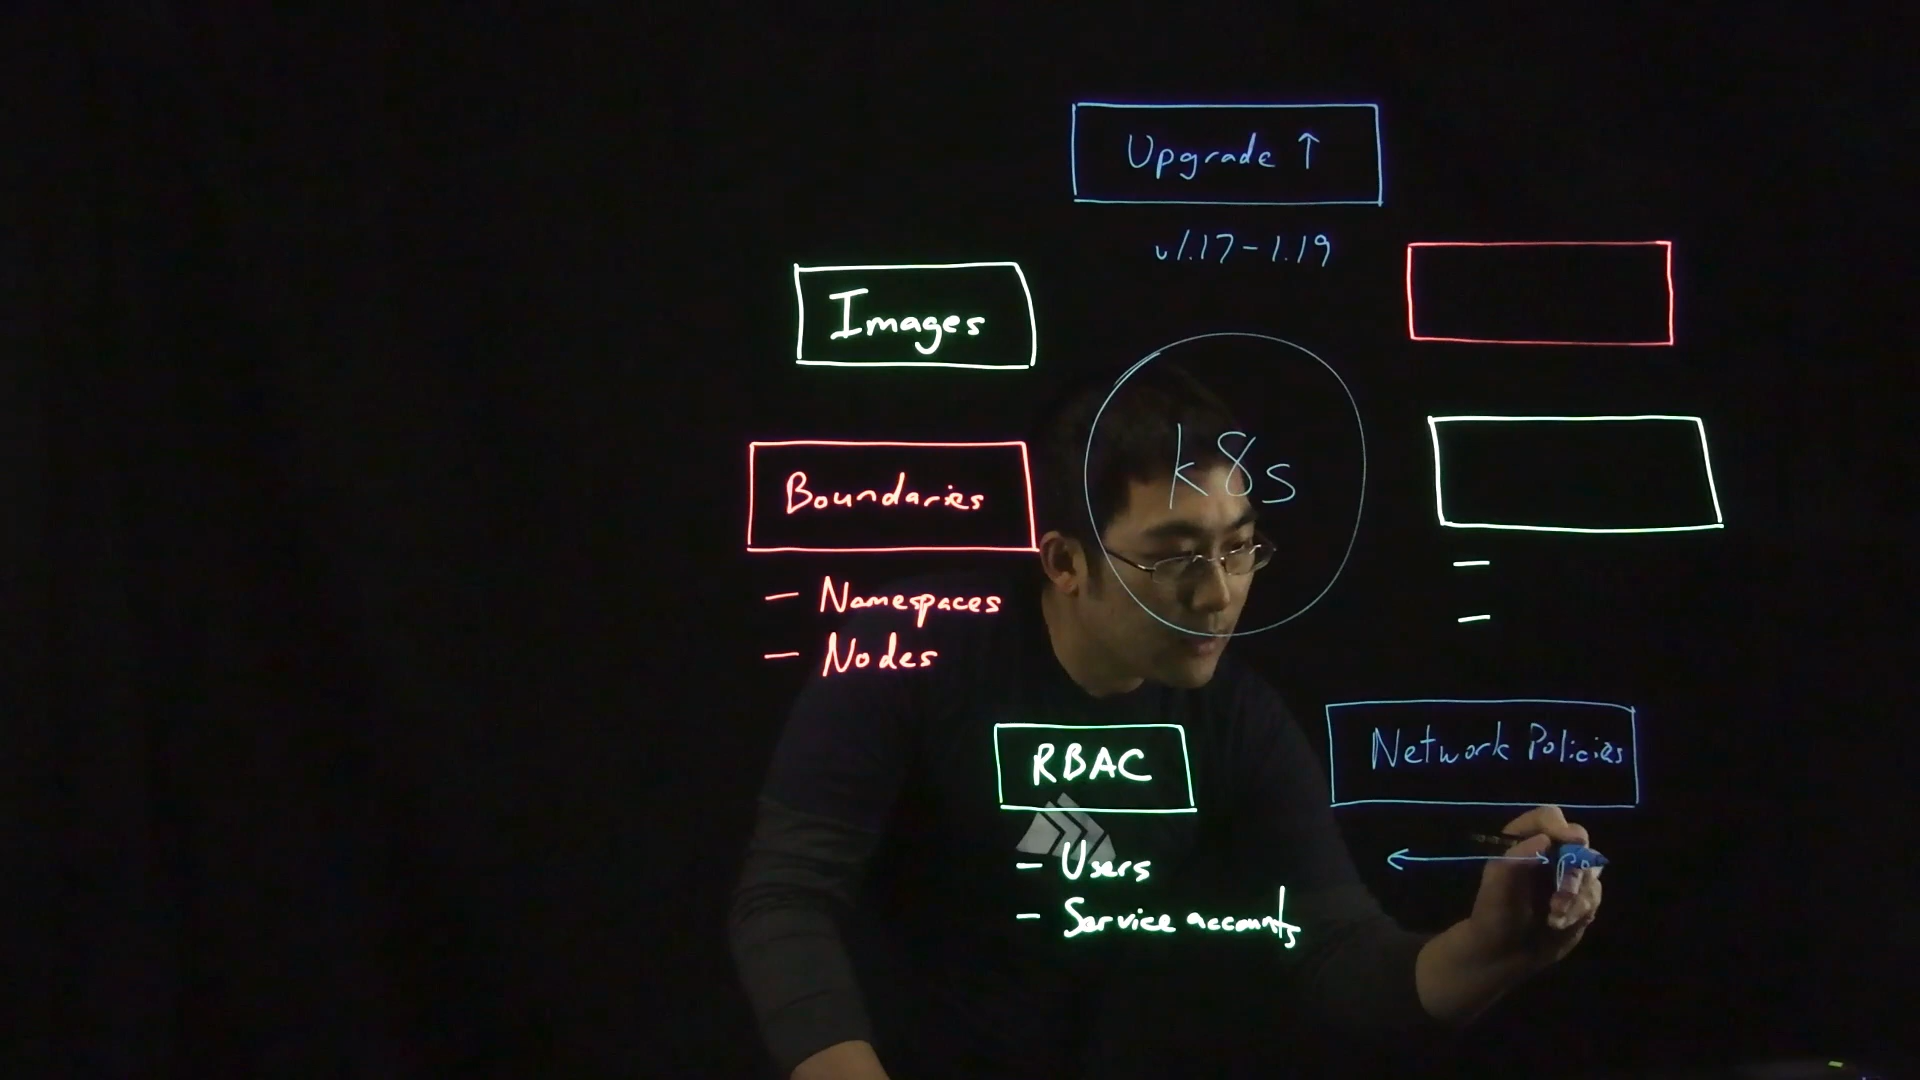 Upgrade ↑
v1.17-1.19
Images
k8s
Boundaries
- Namespaces
- Nodes
RBAC
- Users
- Service accounts
Network Policies